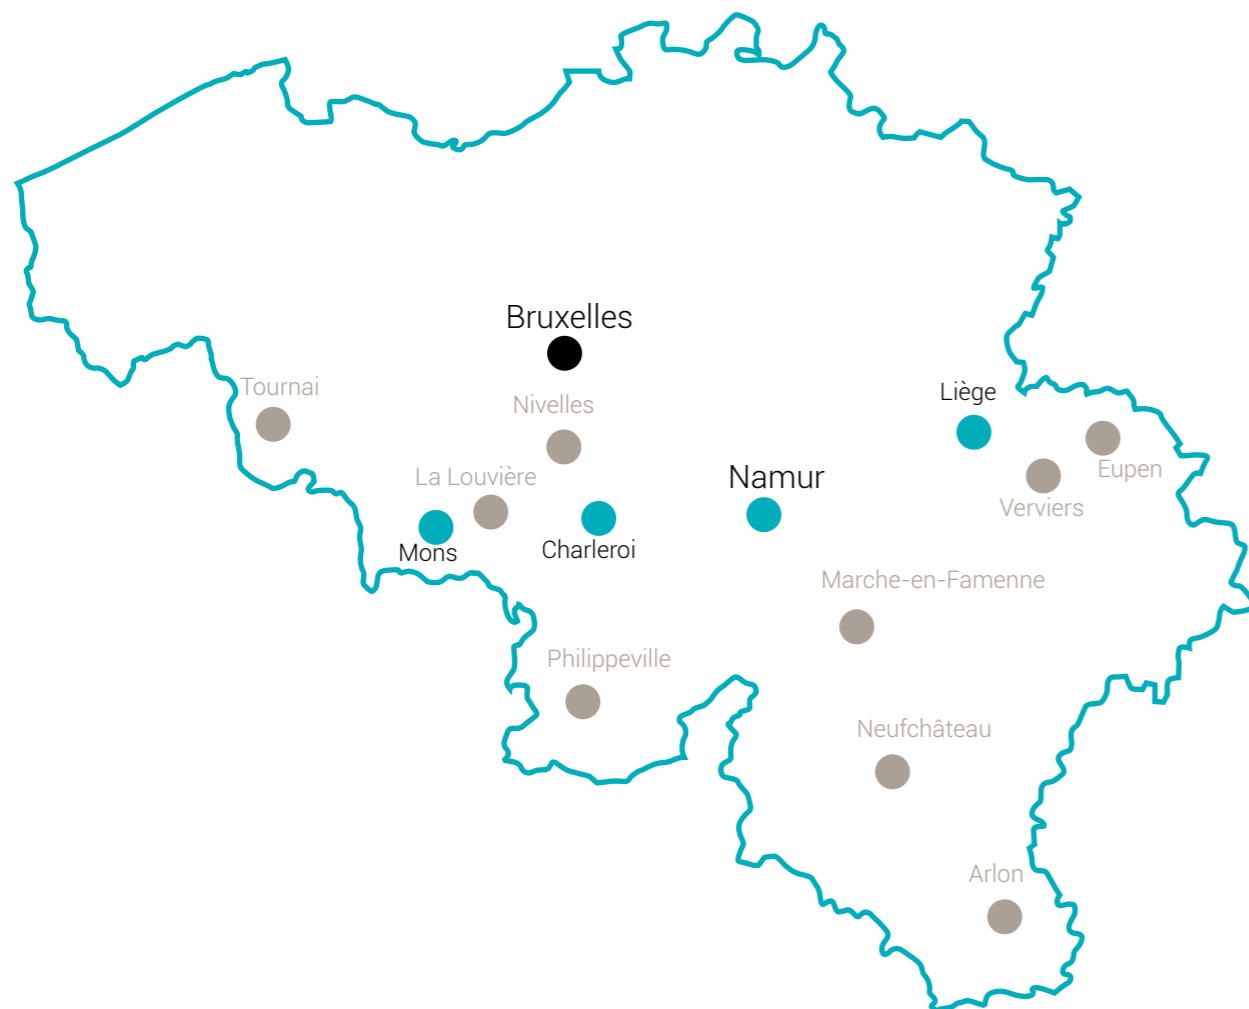 Bruxelles
Tournai
Liège
Nivelles
Eupen
La Louvière
Namur
Verviers
Charleroi
Mons
Marche-en-Famenne
Philippeville
Neufchâteau
Arlon